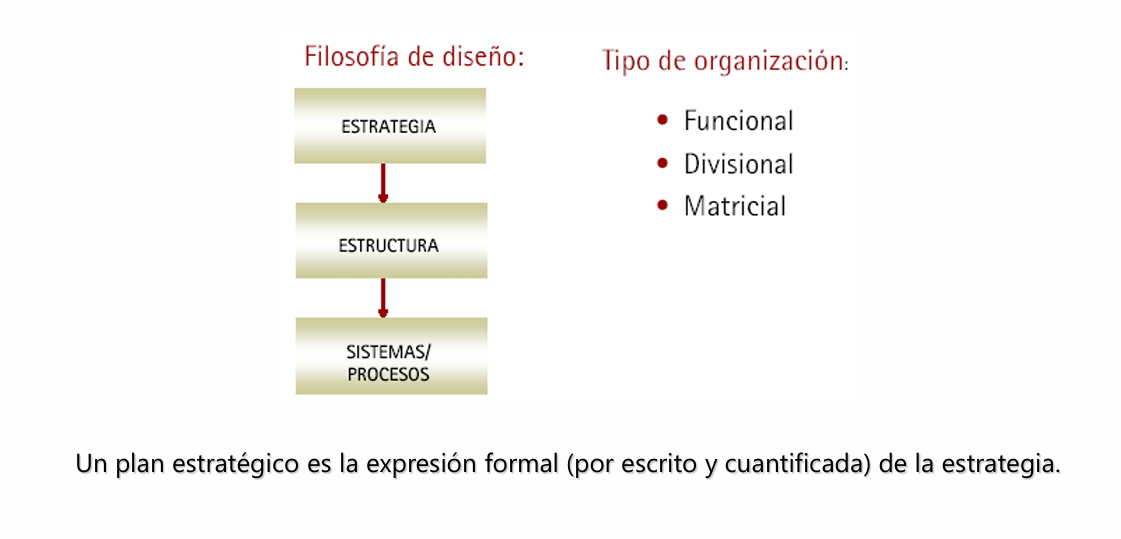 Filosofía de diseño:
ESTRATEGIA
ESTRUCTURA
SISTEMAS/
PROCESOS
Tipo de organización:
• Funcional
• Divisional
• Matricial
Un plan estratégico es la expresión formal (por escrito y cuantificada) de la estrategia.